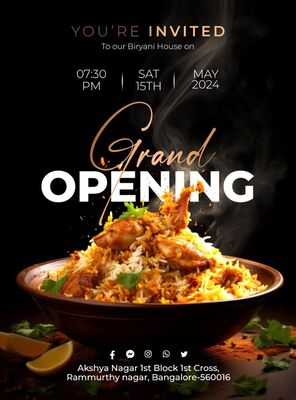 YOU'RE INVITED
To our Biryani House on
07:30 PM
SAT 15TH
MAY 2024
Grand
OPENING
Akshya Nagar 1st Block 1st Cross,
Rammurthy nagar, Bangalore-560016